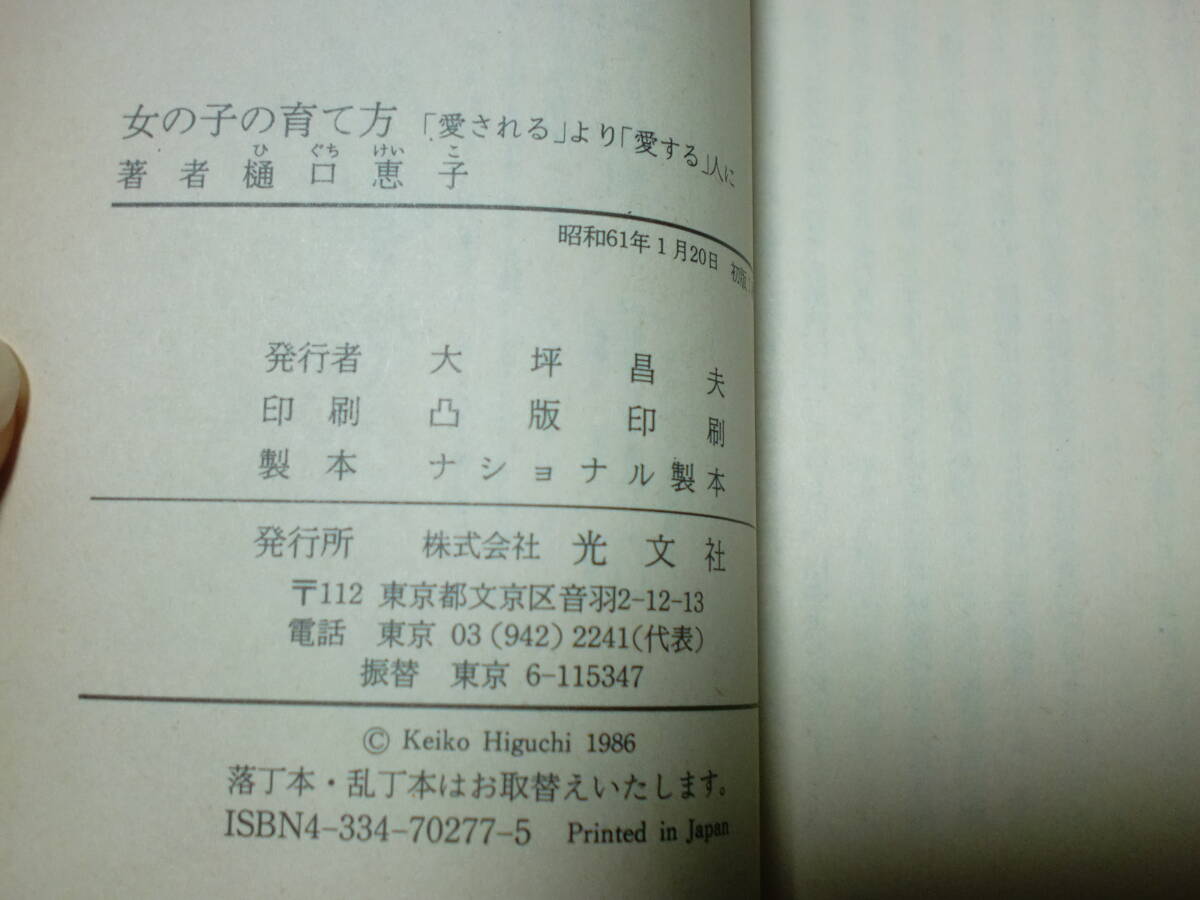 女の子の育て方 「愛される」より「愛する」人に
ひ ぐち けい こ
著者 樋口恵子
昭和61年1月20日 初版
発行者 大坪昌夫
印刷 凸版印刷
製本 ナショナル製本
発行所 株式会社 光文社
〒112 東京都文京区音羽2-12-13
電話 東京 03(942)2241(代表)
振替 東京 6-115347
© Keiko Higuchi 1986
落丁本・乱丁本はお取替えいたします。
ISBN4-334-70277-5 Printed in Japan